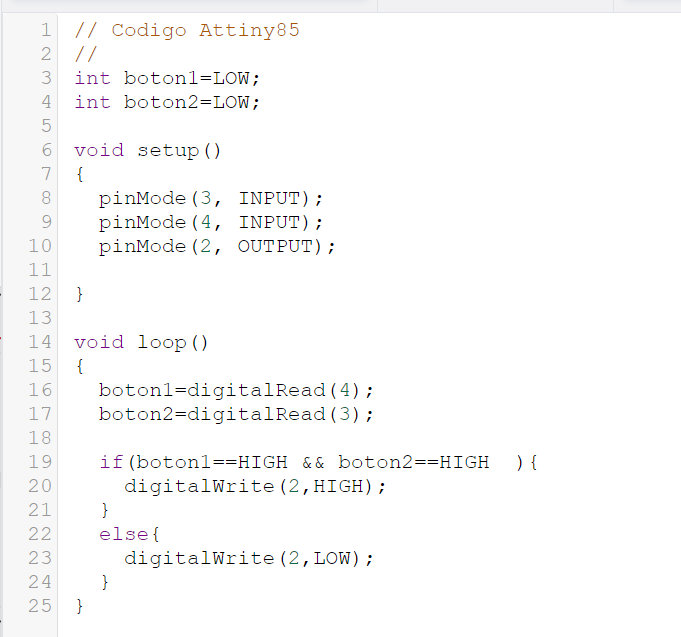 1 // Codigo Attiny85
2 //
3 int boton1=LOW;
4 int boton2=LOW;
5
6 void setup()
7 {
8   pinMode(3, INPUT);
9   pinMode(4, INPUT);
10   pinMode(2, OUTPUT);
11
12 }
13
14 void loop()
15 {
16   boton1=digitalRead(4);
17   boton2=digitalRead(3);
18
19   if(boton1==HIGH && boton2==HIGH  ){
20     digitalWrite(2,HIGH);
21   }
22   else{
23     digitalWrite(2,LOW);
24   }
25 }